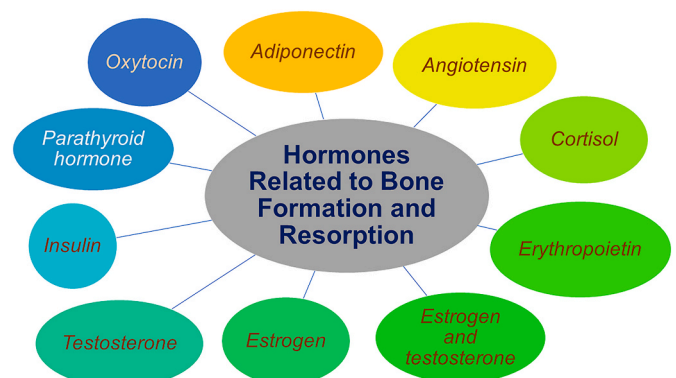 Oxytocin
Adiponectin
Angiotensin
Parathyroid
hormone
Hormones
Related to Bone
Formation and
Resorption
Cortisol
Insulin
Erythropoietin
Testosterone
Estrogen
Estrogen
and
testosterone